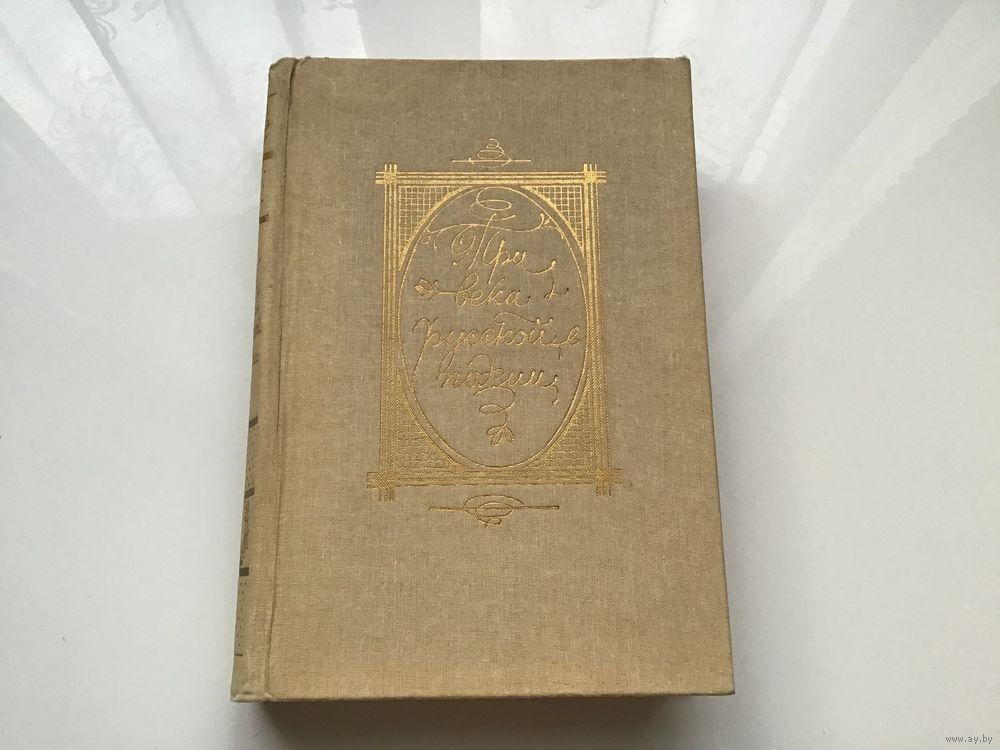 Три
века
русской
поэзии
www.ay.by